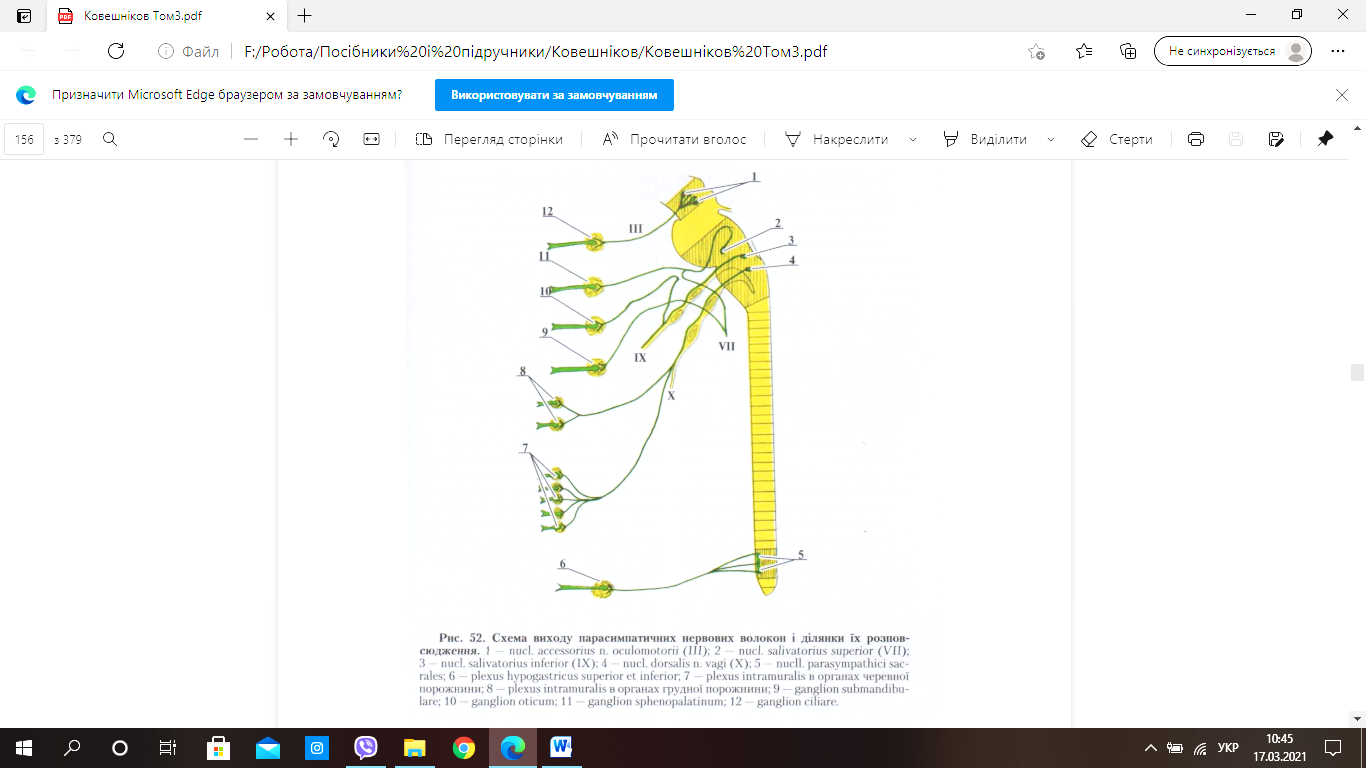 Ковешніков Том3.pdf
Файл
F:/Робота/Посібники%20і%20підручники/Ковешніков/Ковешніков%20Том3.pdf
Не синхронізується
Призначити Microsoft Edge браузером за замовчуванням?
Використовувати за замовчуванням
156 з 379
Перегляд сторінки
Прочитати вголос
Накреслити
Виділити
Стерти
1
12
III
2
3
11
4
10
9
IX
VII
8
X
7
5
6
Рис. 52. Схема виходу парасимпатичних нервових волокон і ділянки їх розпов-
сюдження. 1 — nucl. accessorius n. oculomotorii (III); 2 — nucl. salivatorius superior (VII);
3 — nucl. salivatorius inferior (IX); 4 — nucl. dorsalis n. vagi (X); 5 — nucll. parasympathici sac-
rales; 6 — plexus hypogastricus superior et inferior; 7 — plexus intramuralis в органах черевної
порожнини; 8 — plexus intramuralis в органах грудної порожнини; 9 — ganglion submandibu-
lare; 10 — ganglion oticum; 11 — ganglion sphenopalatinum; 12 — ganglion ciliare.
УКР
10:45
17.03.2021